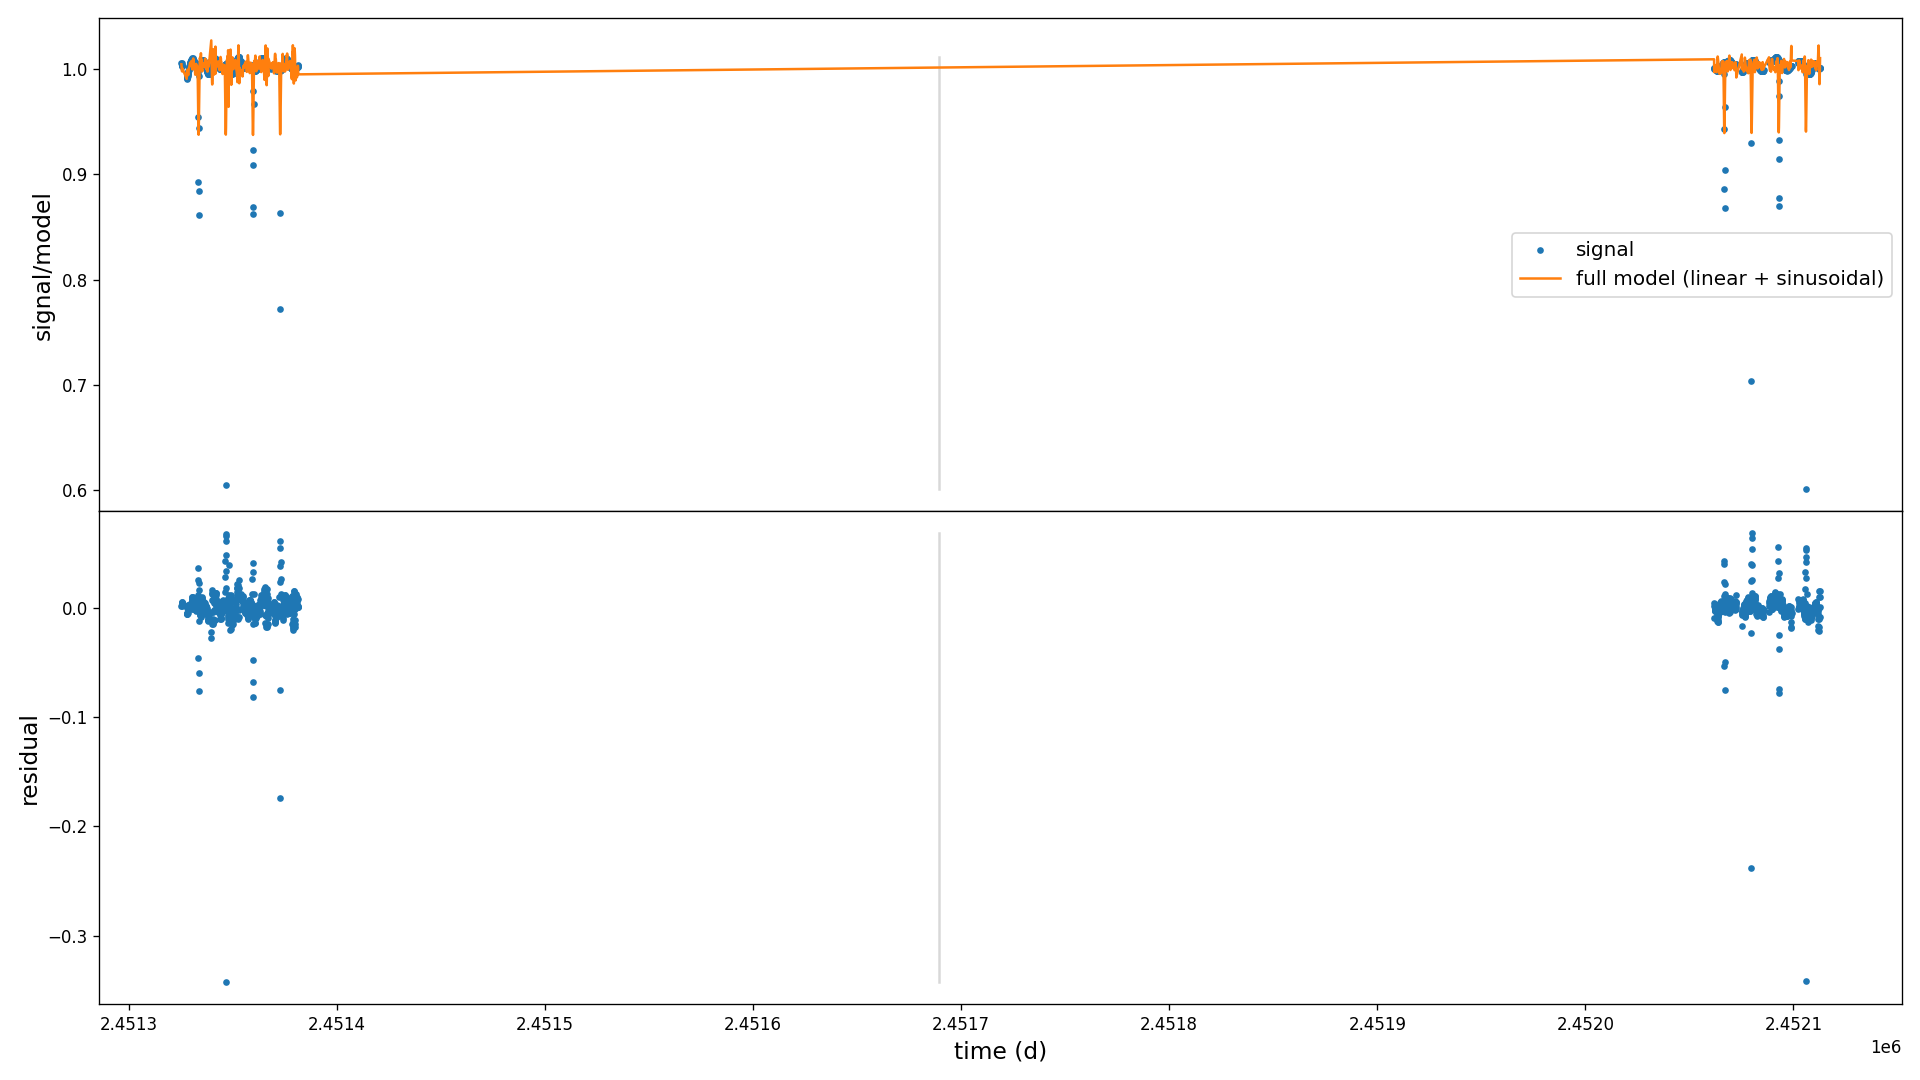 signal/model
1.0
0.9
0.8
0.7
0.6
signal
full model (linear + sinusoidal)
residual
0.0
−0.1
−0.2
−0.3
2.4513 2.4514 2.4515 2.4516 2.4517 2.4518 2.4519 2.4520 2.4521
time (d)
1e6